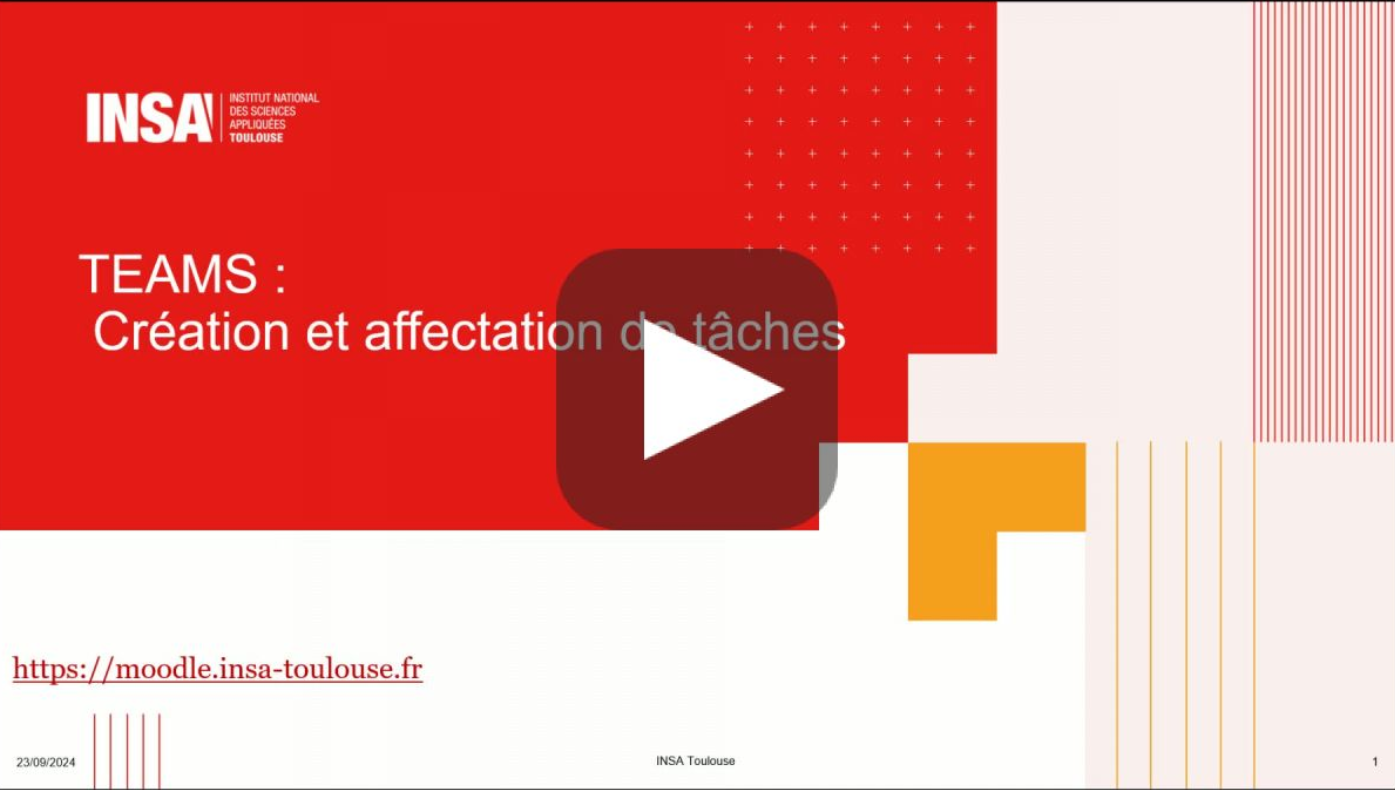 INSA
INSTITUT NATIONAL
DES SCIENCES
APPLIQUÉES
TOULOUSE
TEAMS :
Création et affectation de tâches
https://moodle.insa-toulouse.fr
23/09/2024
INSA Toulouse
1